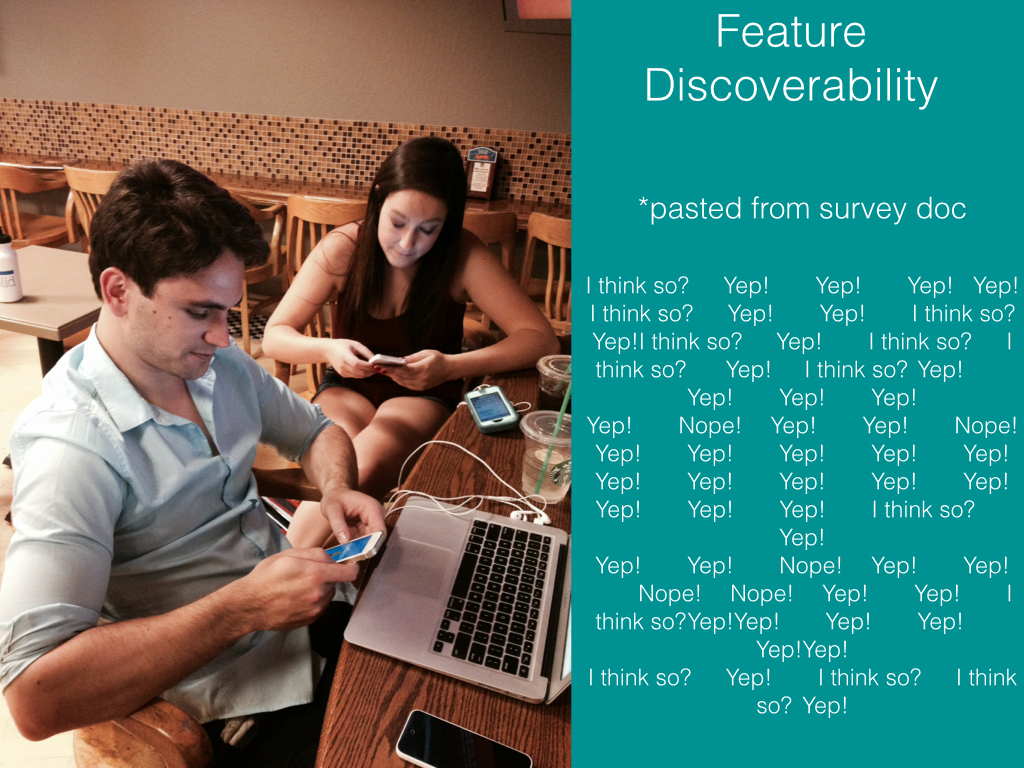 Feature
Discoverability
*pasted from survey doc
I think so? Yep! Yep! Yep! Yep!
I think so? Yep! Yep! I think so?
Yep!I think so? Yep! I think so? I
think so? Yep! I think so? Yep!
Yep! Yep! Yep!
Yep! Nope! Yep! Yep! Nope!
Yep! Yep! Yep! Yep! Yep!
Yep! Yep! Yep! Yep! Yep!
Yep! Yep! Yep! I think so?
Yep!
Yep! Yep! Nope! Yep! Yep!
Nope! Nope! Yep! Yep! I
think so?Yep!Yep! Yep! Yep!
Yep!Yep!
I think so? Yep! I think so? I think
so? Yep!